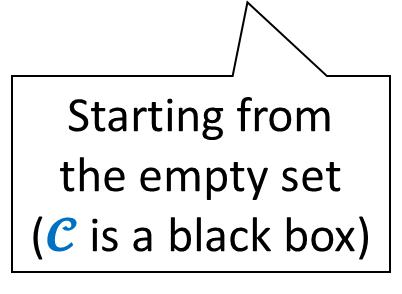 Starting from
the empty set
(𝓒 is a black box)